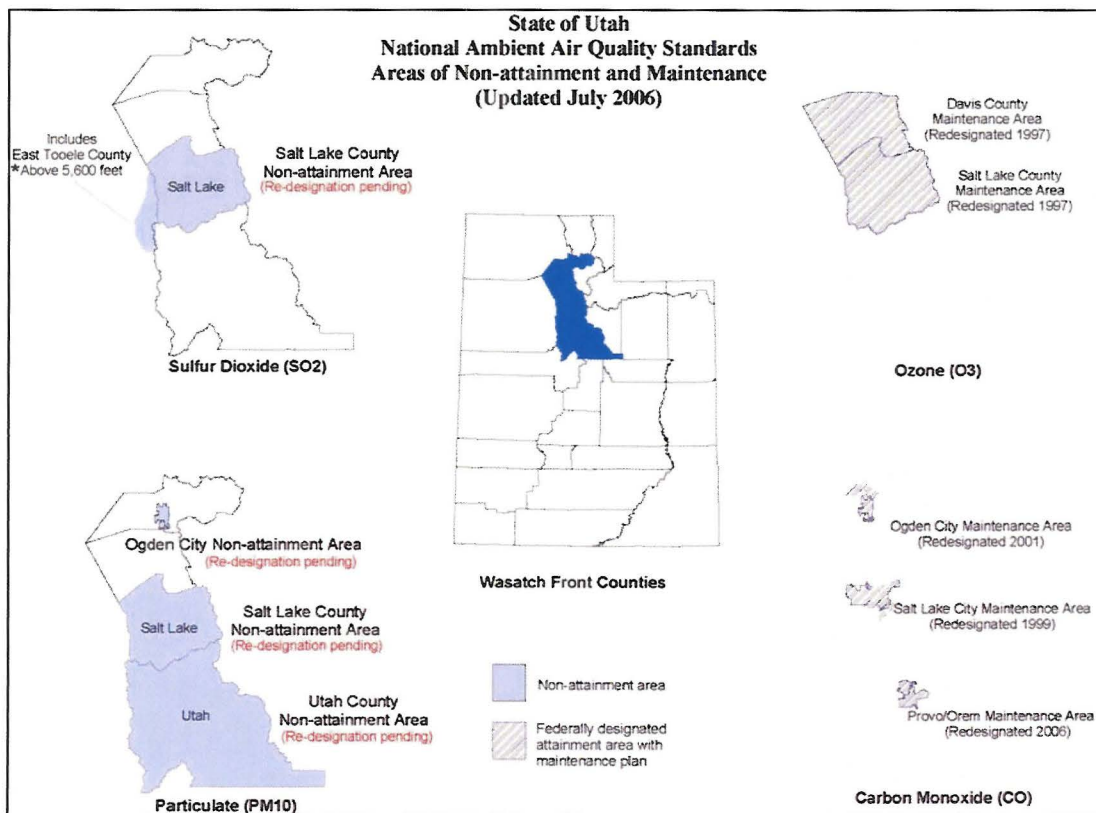 State of Utah
National Ambient Air Quality Standards
Areas of Non-attainment and Maintenance
(Updated July 2006)
Includes
East Tooele County
*Above 5,600 feet
Salt Lake
Salt Lake County
Non-attainment Area
(Re-designation pending)
Sulfur Dioxide (SO2)
Davis County
Maintenance Area
(Redesignated 1997)
Salt Lake County
Maintenance Area
(Redesignated 1997)
Ozone (O3)
Wasatch Front Counties
Ogden City Non-attainment Area
(Re-designation pending)
Salt Lake
Salt Lake County
Non-attainment Area
(Re-designation pending)
Utah
Utah County
Non-attainment Area
(Re-designation pending)
Particulate (PM10)
Non-attainment area
Federally designated
attainment area with
maintenance plan
Ogden City Maintenance Area
(Redesignated 2001)
Salt Lake City Maintenance Area
(Redesignated 1999)
Provo/Orem Maintenance Area
(Redesignated 2006)
Carbon Monoxide (CO)